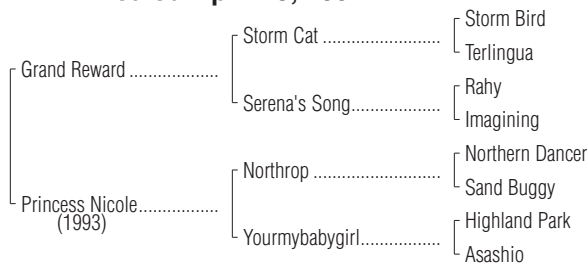 Storm Bird
Storm Cat ........................
Terlingua
Grand Reward ..................
Rahy
Serena's Song ....................
Imagining
Northern Dancer
Northrop .........................
Sand Buggy
Princess Nicole ................
(1993)
Highland Park
Yourmybabygirl .................
Asashio